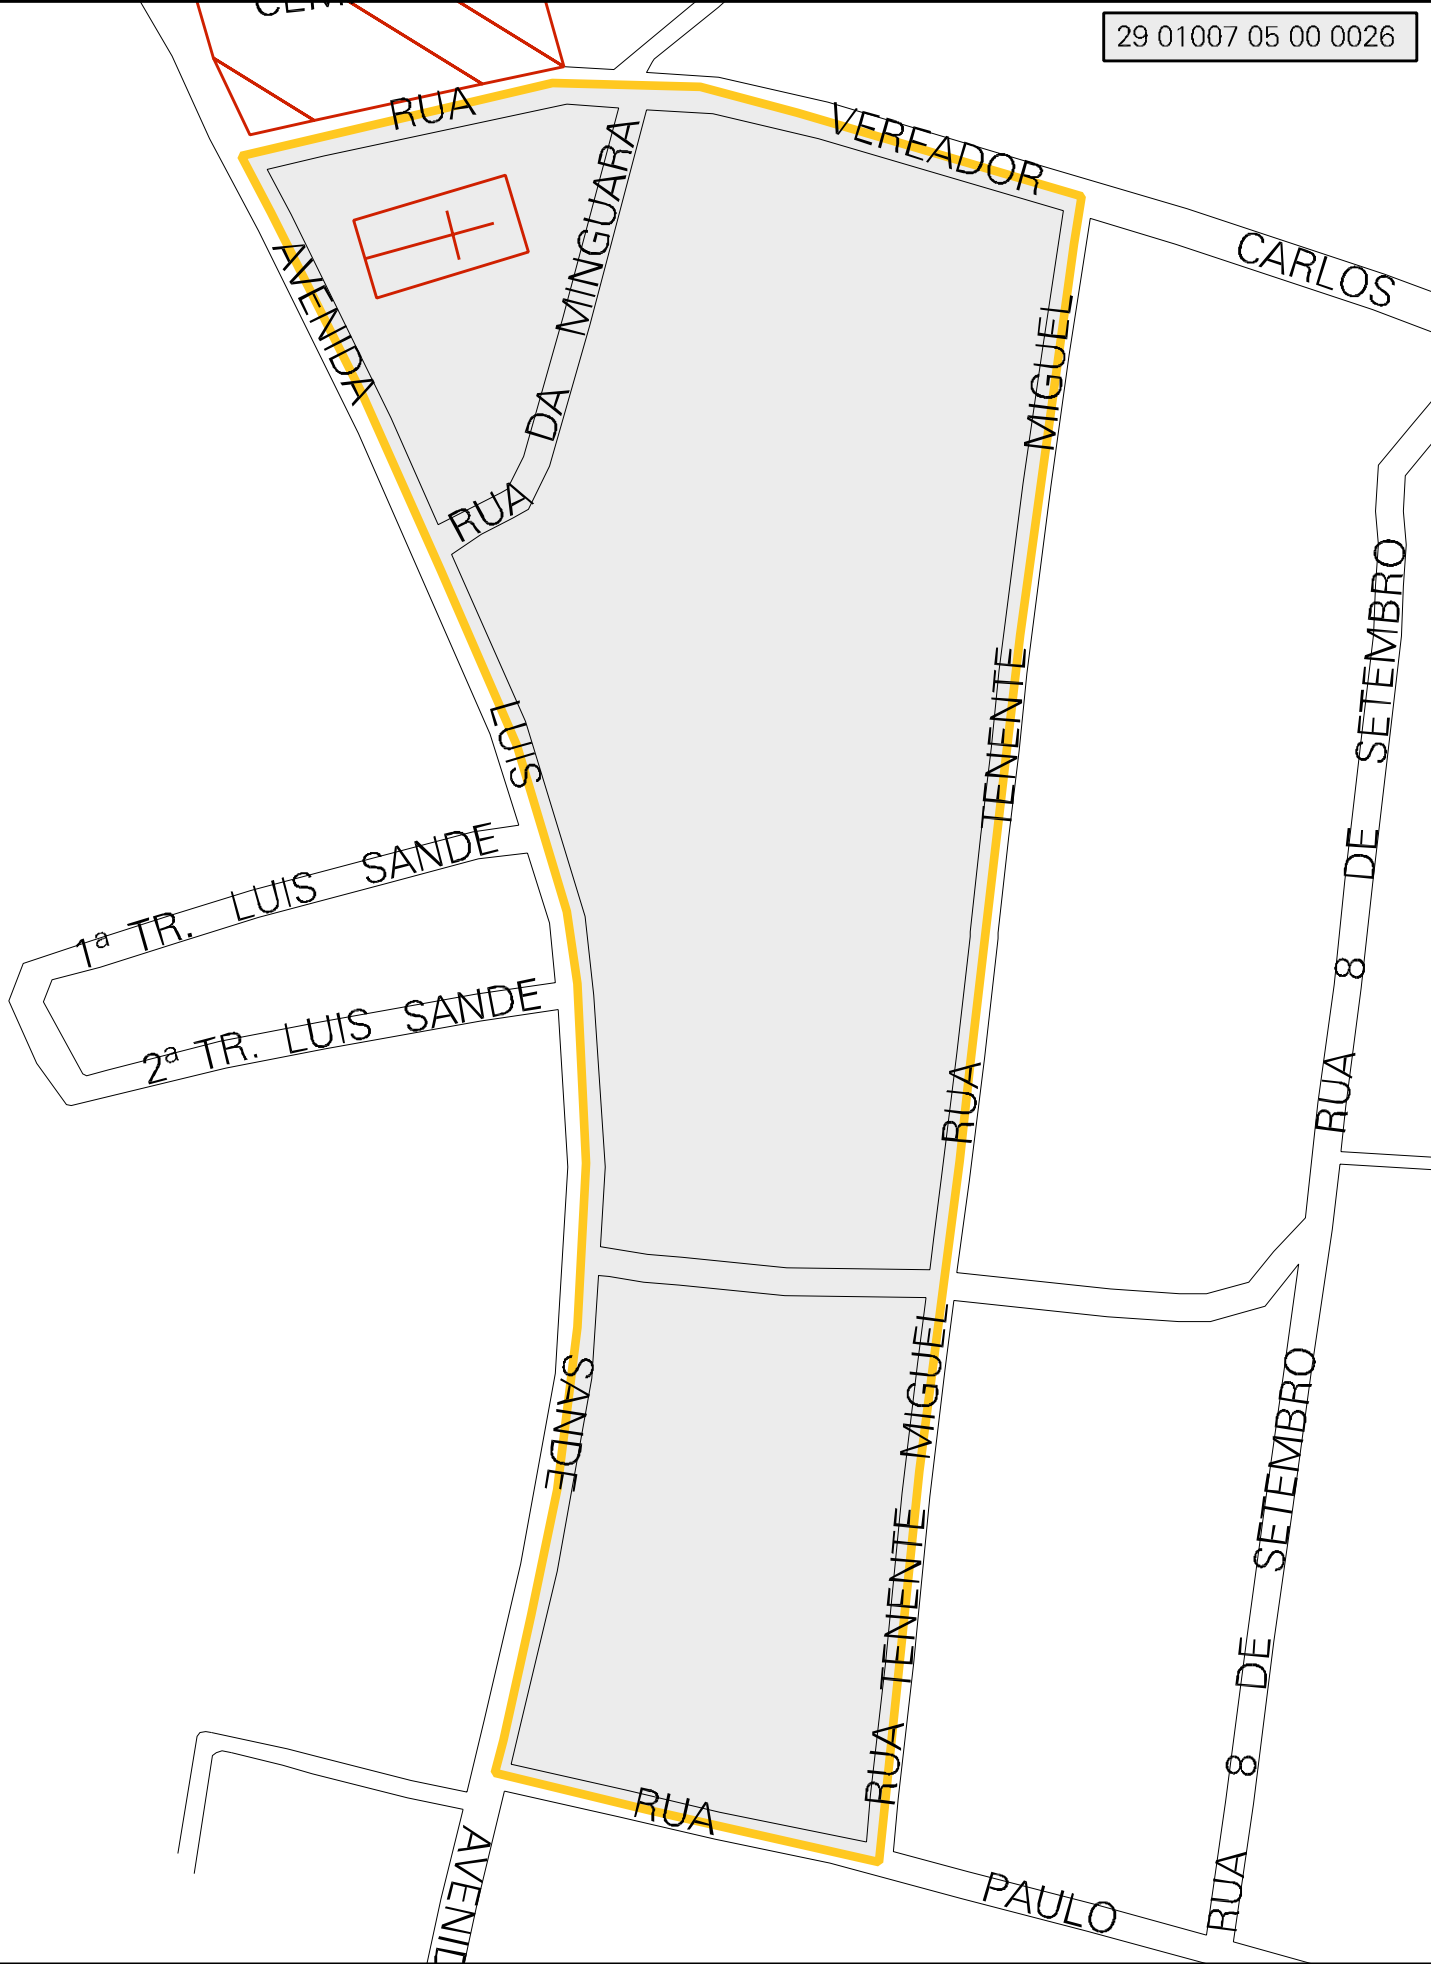 29 01007 05 00 0026
RUA VEREADOR CARLOS
RUA DA MINGUARA
AVENIDA LUIS SANDE
RUA TENENTE MIGUEL
RUA 8 DE SETEMBRO
1ª TR. LUIS SANDE
2ª TR. LUIS SANDE
RUA TENENTE MIGUEL
RUA 8 DE SETEMBRO
RUA PAULO